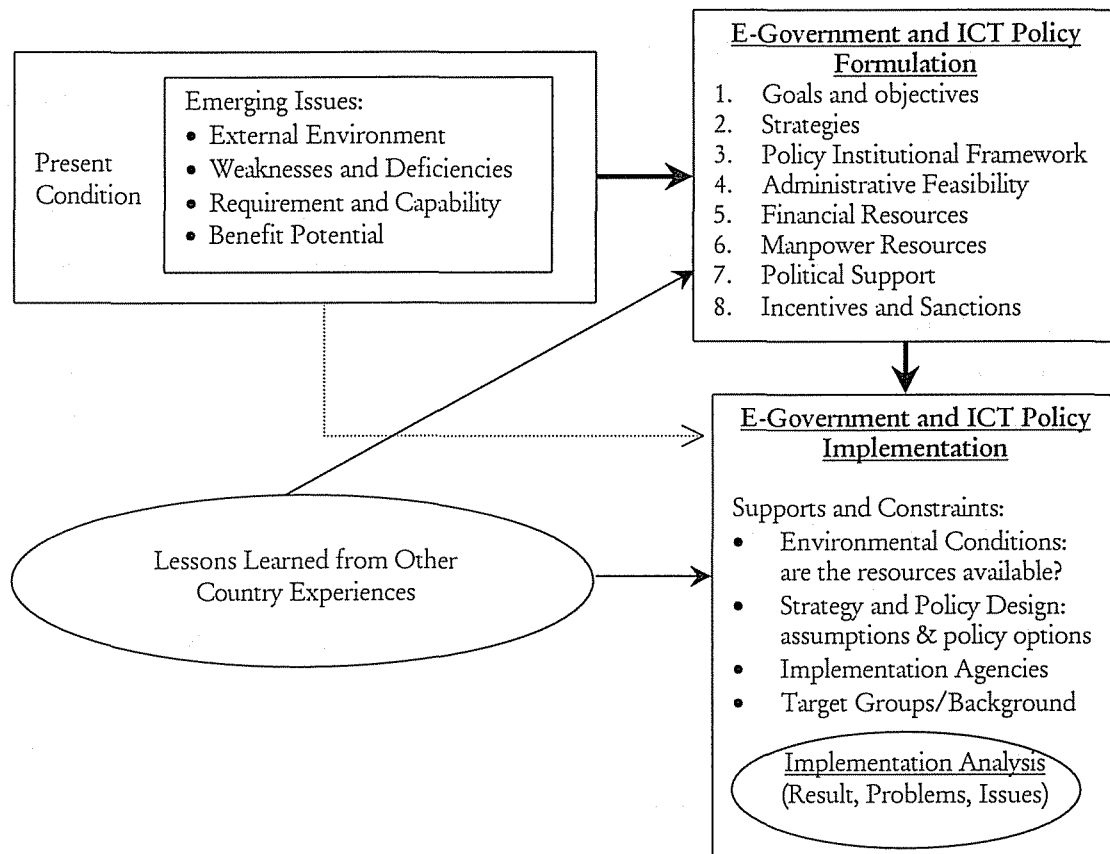 Present
Condition
Emerging Issues:
• External Environment
• Weaknesses and Deficiencies
• Requirement and Capability
• Benefit Potential
E-Government and ICT Policy
Formulation
1. Goals and objectives
2. Strategies
3. Policy Institutional Framework
4. Administrative Feasibility
5. Financial Resources
6. Manpower Resources
7. Political Support
8. Incentives and Sanctions
Lessons Learned from Other
Country Experiences
E-Government and ICT Policy
Implementation
Supports and Constraints:
• Environmental Conditions:
are the resources available?
• Strategy and Policy Design:
assumptions & policy options
• Implementation Agencies
• Target Groups/Background
Implementation Analysis
(Result, Problems, Issues)